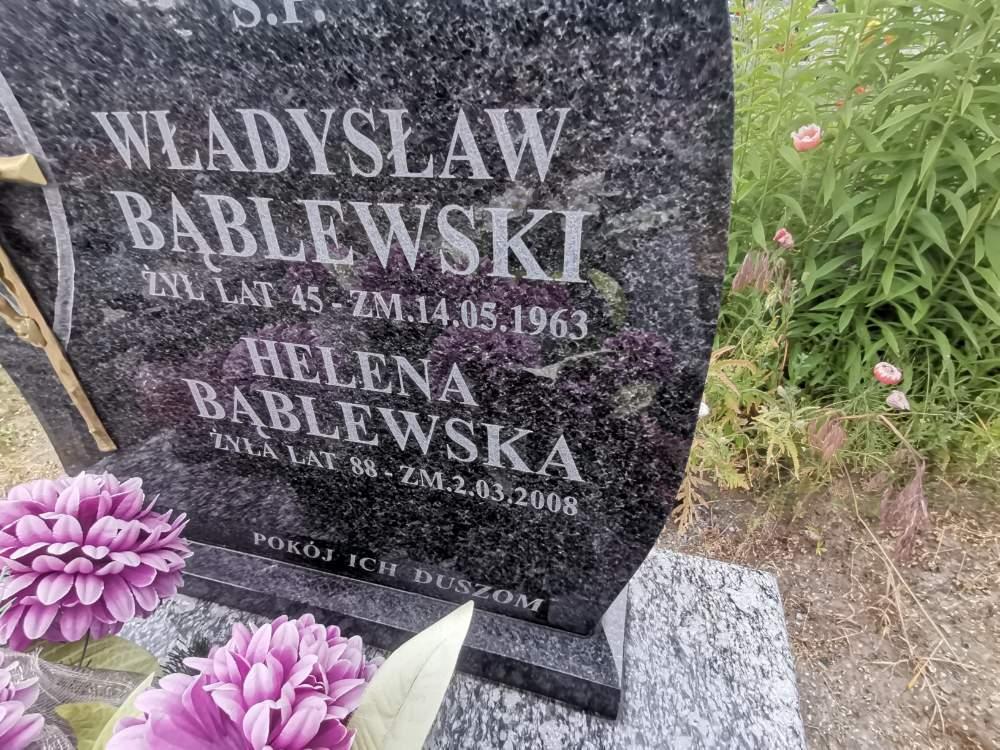 Ś.P.
WŁADYSŁAW
BĄBLEWSKI
ŻYŁ LAT 45 - ZM.14.05.1963
HELENA
BĄBLEWSKA
ŻYŁA LAT 88 - ZM.2.03.2008
POKÓJ ICH DUSZOM